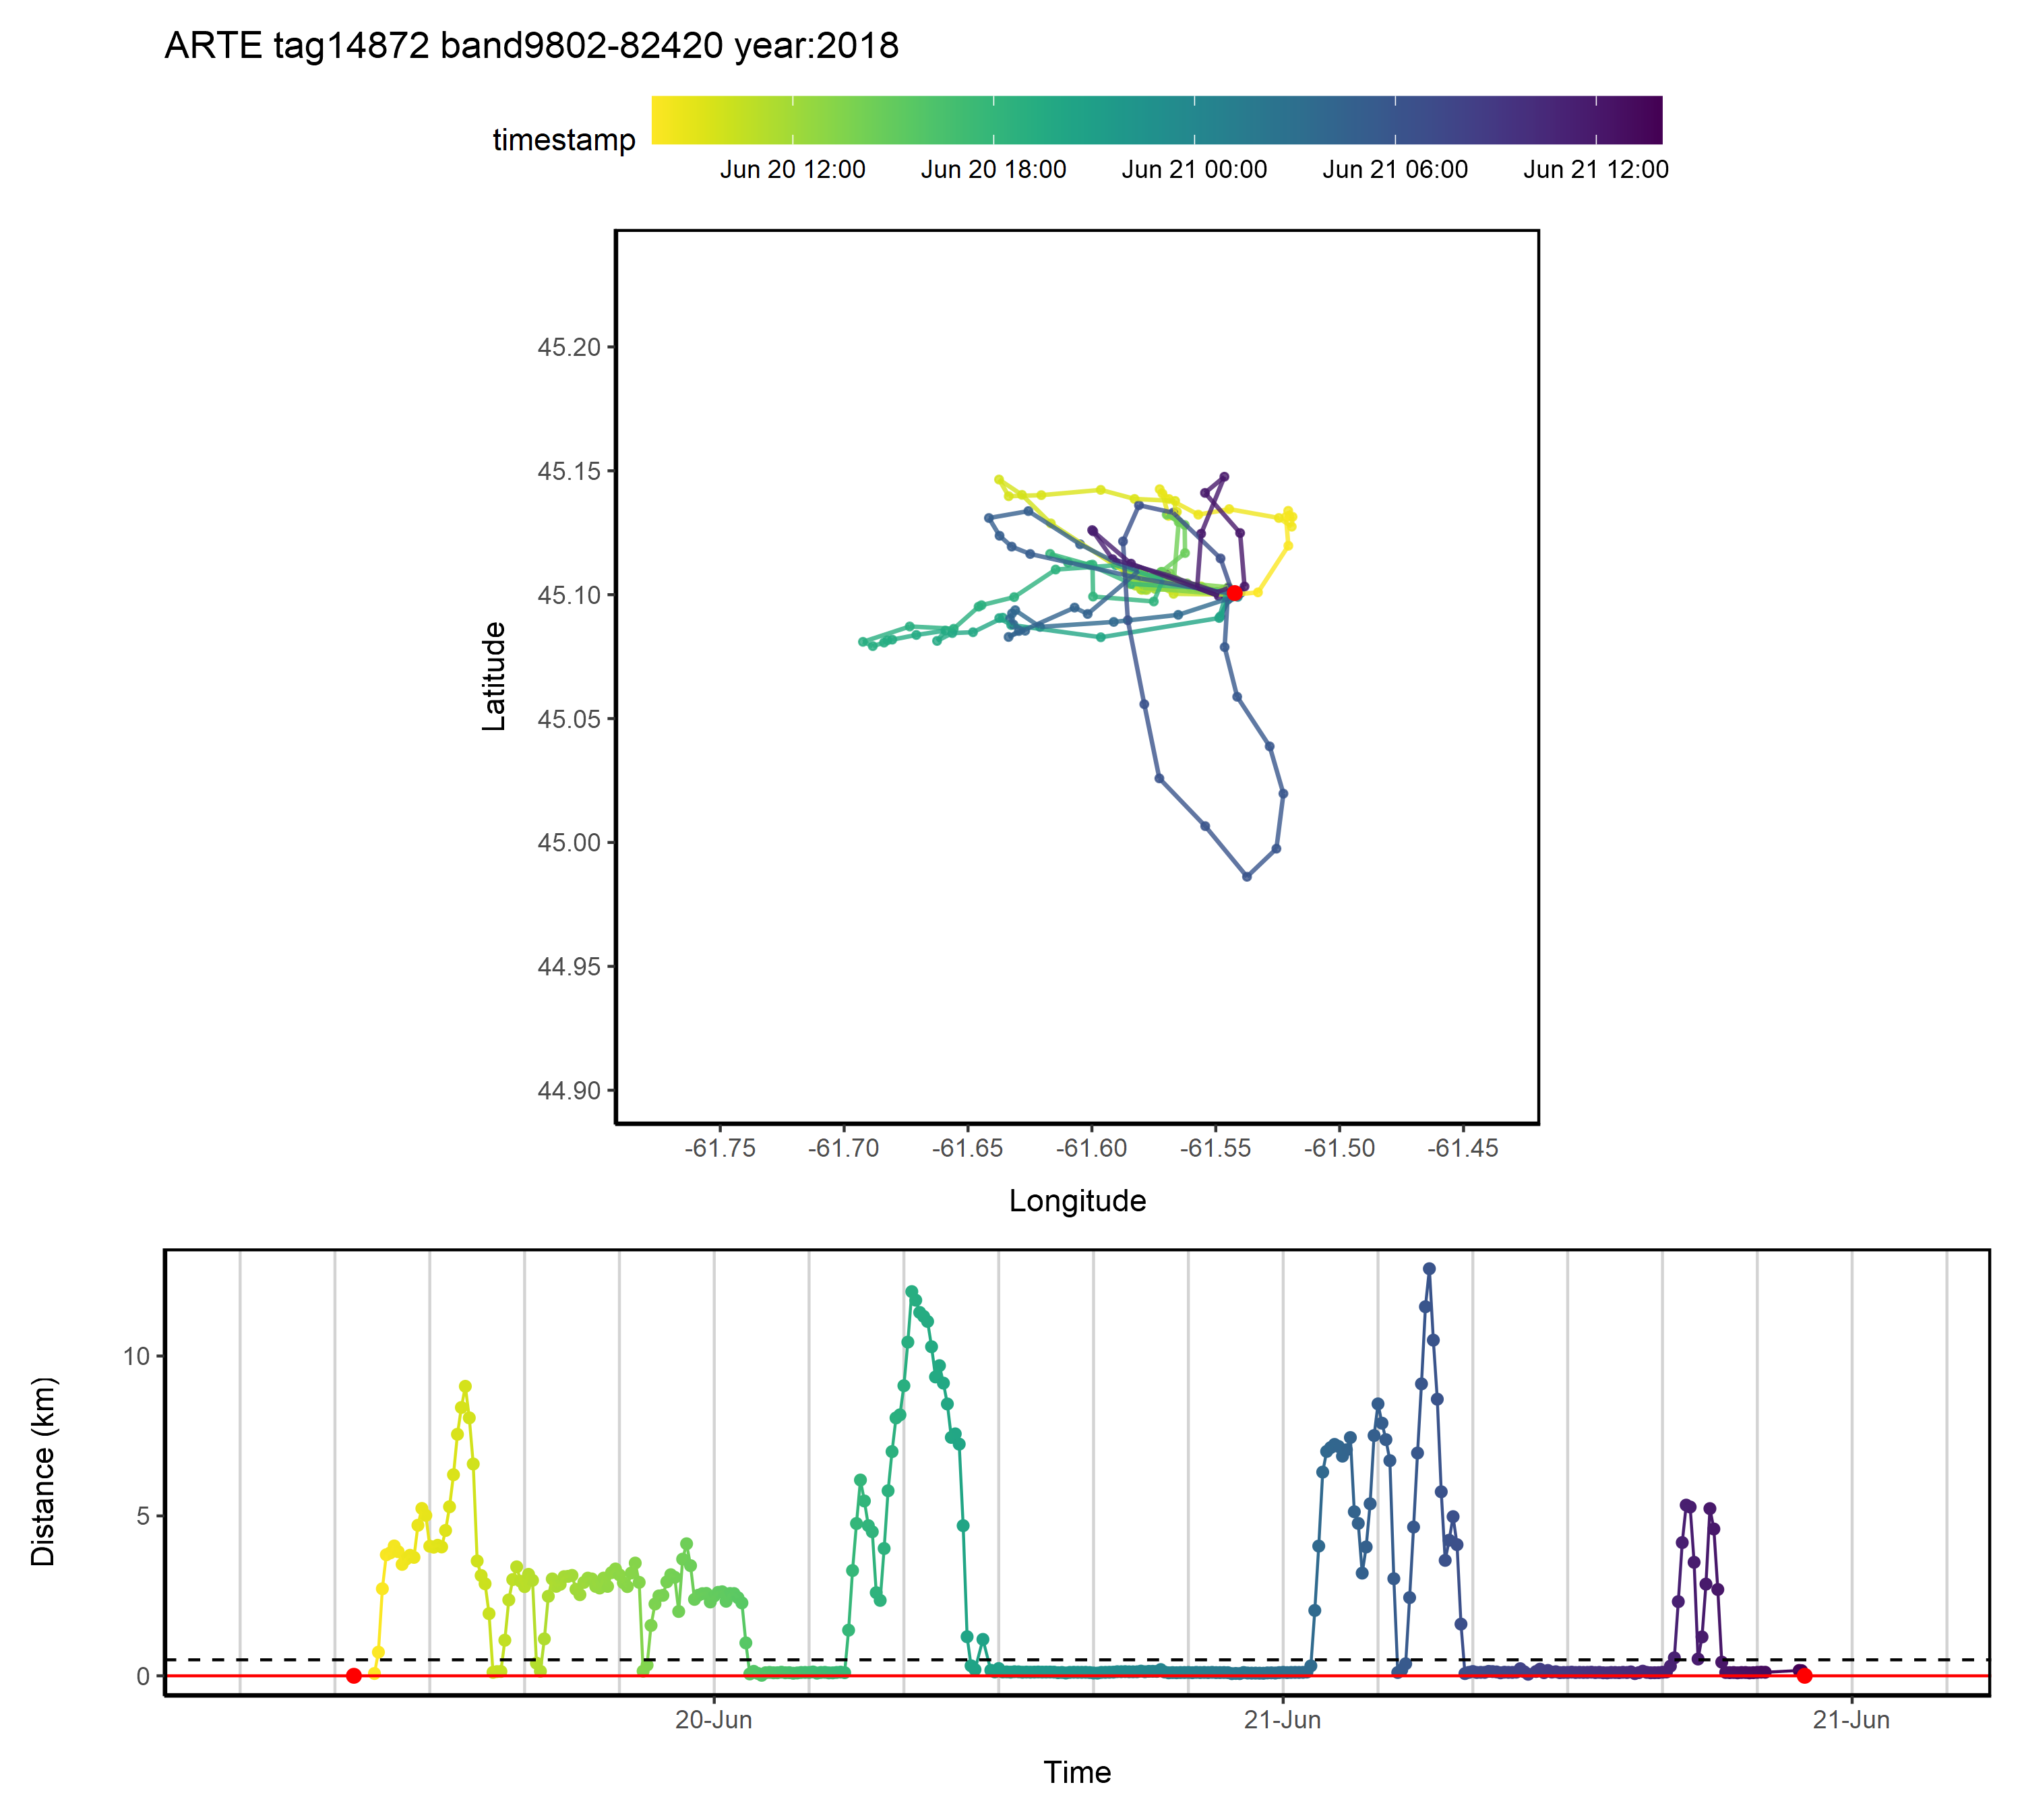 ARTE tag14872 band9802-82420 year:2018
timestamp
Jun 20 12:00 Jun 20 18:00 Jun 21 00:00 Jun 21 06:00 Jun 21 12:00
45.20
45.15
45.10
45.05
45.00
44.95
44.90
Latitude
-61.75 -61.70 -61.65 -61.60 -61.55 -61.50 -61.45
Longitude
10
5
0
Distance (km)
20-Jun 21-Jun 21-Jun
Time